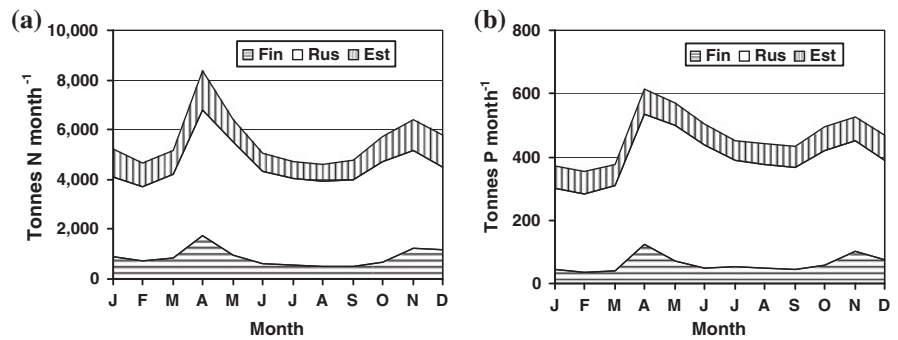 (a)
Tonnes N month-1
10,000
8,000
6,000
4,000
2,000
0
Fin Rus Est
J F M A M J J A S O N D
Month
(b)
Tonnes P month-1
800
600
400
200
0
Fin Rus Est
J F M A M J J A S O N D
Month